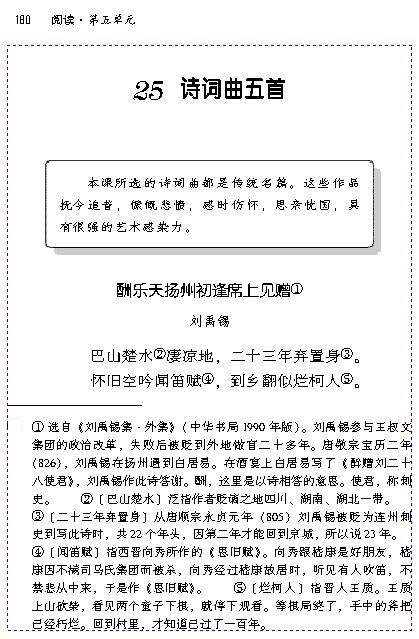 180 阅读·第五单元
25 诗词曲五首
本课所选的诗词曲都是传统名篇。这些作品
抚今追昔，慷慨悲愤，感时伤怀，思亲忧国，具
有很强的艺术感染力。
酬乐天扬州初逢席上见赠①
刘禹锡
巴山楚水②凄凉地，二十三年弃置身③。
怀旧空吟闻笛赋④，到乡翻似烂柯人⑤。
① 选自《刘禹锡集·外集》(中华书局 1990 年版)。刘禹锡参与王叔文
集团的政治改革，失败后被贬到外地做官二十多年。唐敬宗宝历二年
(826)，刘禹锡在扬州遇到白居易。在酒宴上白居易写了《醉赠刘二十
八使君》，刘禹锡作此诗答谢。酬，这里是以诗相答的意思。使君，称刺
史。 ②〔巴山楚水〕泛指作者贬谪之地四川、湖南、湖北一带。
③〔二十三年弃置身〕从唐顺宗永贞元年 (805) 刘禹锡被贬为连州刺
史到写此诗时，共 22 个年头，因第二年才能回到京城，所以说 23 年。
④〔闻笛赋〕指西晋向秀所作的《思旧赋》。向秀跟嵇康是好朋友，嵇
康因不满司马氏集团而被杀，向秀经过嵇康故居时，听见有人吹笛，不
禁悲从中来，于是作《思旧赋》。 ⑤〔烂柯人〕指晋人王质。王质
上山砍柴，看见两个童子下棋，就停下观看。等棋局终了，手中的斧把
已经朽烂。回到村里，才知道已过了一百年。